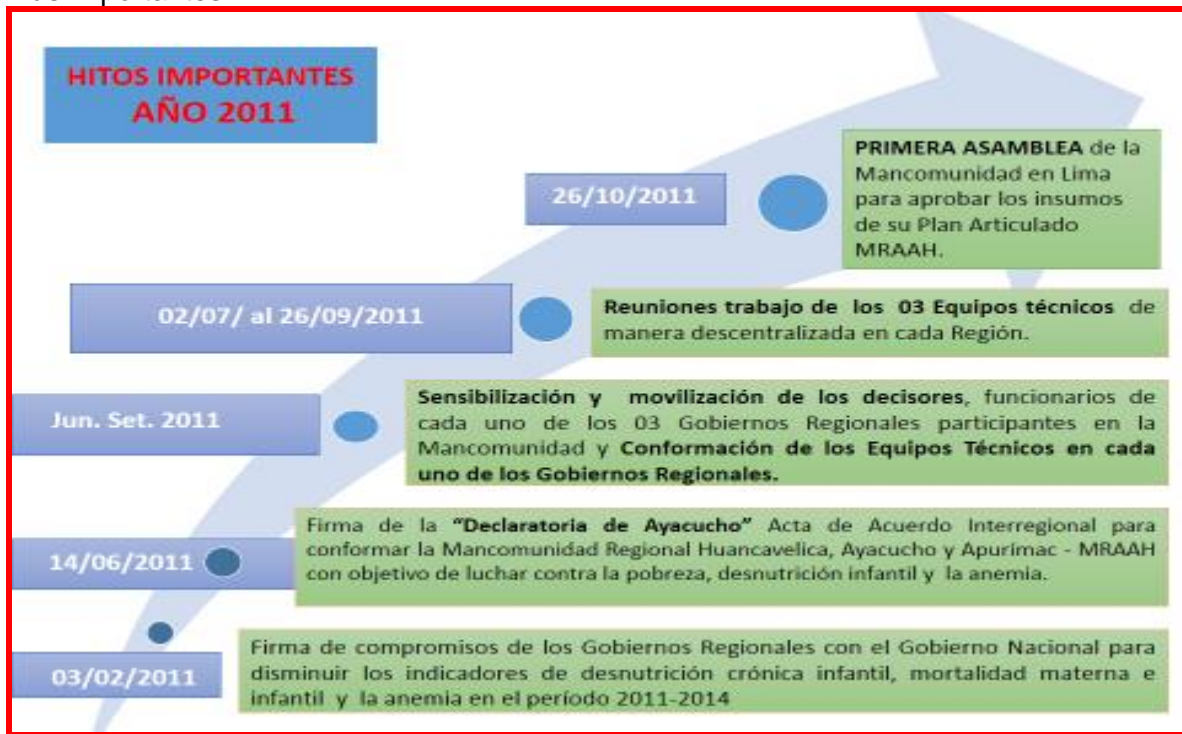 HITOS IMPORTANTES
AÑO 2011
26/10/2011
PRIMERA ASAMBLEA de la
Mancomunidad en Lima
para aprobar los insumos
de su Plan Articulado
MRAAH.
02/07/ al 26/09/2011
Reuniones trabajo de los 03 Equipos técnicos de
manera descentralizada en cada Región.
Jun. Set. 2011
Sensibilización y movilización de los decisores, funcionarios de
cada uno de los 03 Gobiernos Regionales participantes en la
Mancomunidad y Conformación de los Equipos Técnicos en cada
uno de los Gobiernos Regionales.
14/06/2011
Firma de la “Declaratoria de Ayacucho” Acta de Acuerdo Interregional para
conformar la Mancomunidad Regional Huancavelica, Ayacucho y Apurímac - MRAAH
con objetivo de luchar contra la pobreza, desnutrición infantil y la anemia.
03/02/2011
Firma de compromisos de los Gobiernos Regionales con el Gobierno Nacional para
disminuir los indicadores de desnutrición crónica infantil, mortalidad materna e
infantil y la anemia en el período 2011-2014